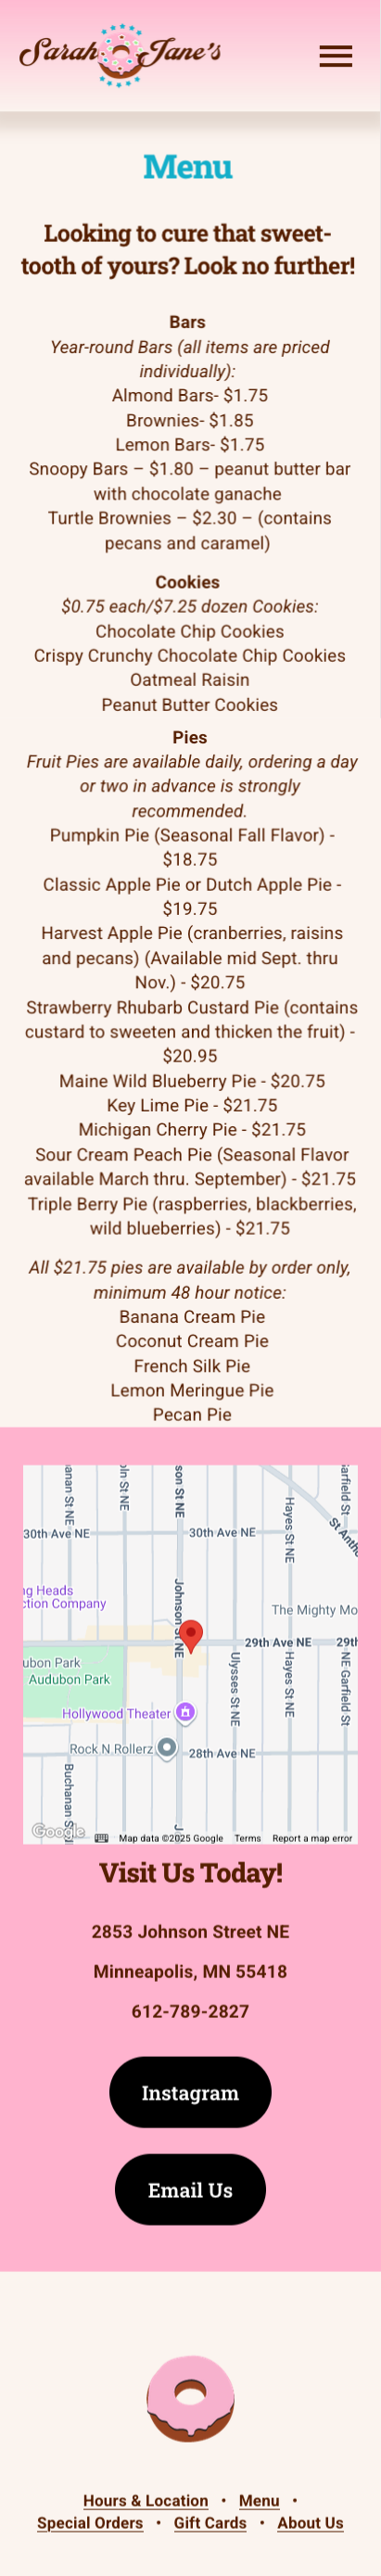 Sarah Jane's
Menu
Looking to cure that sweet-
tooth of yours? Look no further!
Bars
Year-round Bars (all items are priced
individually):
Almond Bars- $1.75
Brownies- $1.85
Lemon Bars- $1.75
Snoopy Bars – $1.80 – peanut butter bar
with chocolate ganache
Turtle Brownies – $2.30 – (contains
pecans and caramel)
Cookies
$0.75 each/$7.25 dozen Cookies:
Chocolate Chip Cookies
Crispy Crunchy Chocolate Chip Cookies
Oatmeal Raisin
Peanut Butter Cookies
Pies
Fruit Pies are available daily, ordering a day
or two in advance is strongly
recommended.
Pumpkin Pie (Seasonal Fall Flavor) -
$18.75
Classic Apple Pie or Dutch Apple Pie -
$19.75
Harvest Apple Pie (cranberries, raisins
and pecans) (Available mid Sept. thru
Nov.) - $20.75
Strawberry Rhubarb Custard Pie (contains
custard to sweeten and thicken the fruit) -
$20.95
Maine Wild Blueberry Pie - $20.75
Key Lime Pie - $21.75
Michigan Cherry Pie - $21.75
Sour Cream Peach Pie (Seasonal Flavor
available March thru. September) - $21.75
Triple Berry Pie (raspberries, blackberries,
wild blueberries) - $21.75
All $21.75 pies are available by order only,
minimum 48 hour notice:
Banana Cream Pie
Coconut Cream Pie
French Silk Pie
Lemon Meringue Pie
Pecan Pie
anan St NE
oln St NE
son St NE
Hayes St NE
arfield St
St Antho
30th Ave NE
30th Ave NE
ng Heads
ction Company
Johnson St NE
The Mighty Mo
29th Ave NE
29th
ubon Park
Audubon Park
Ulysses St NE
Hayes St NE
NE Garfield St
Hollywood Theater
Rock N Rollerz
28th Ave NE
Buchanan St N
J
Google
Map data ©2025 Google
Terms
Report a map error
Visit Us Today!
2853 Johnson Street NE
Minneapolis, MN 55418
612-789-2827
Instagram
Email Us
Hours & Location • Menu •
Special Orders • Gift Cards • About Us